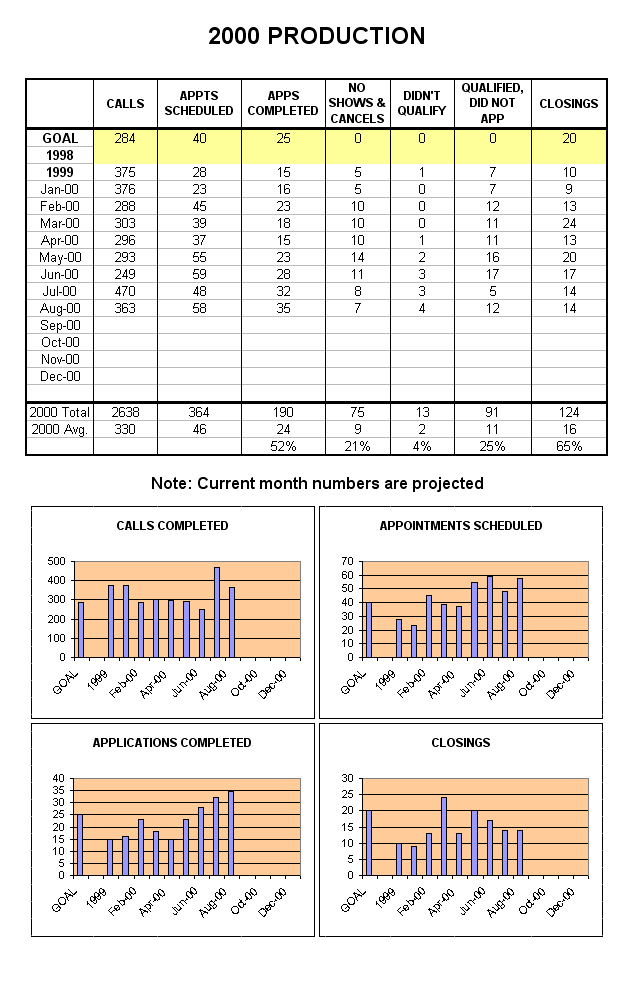 2000 PRODUCTION
CALLS APPTS SCHEDULED APPS COMPLETED NO SHOWS & CANCELS DIDN'T QUALIFY QUALIFIED, DID NOT APP CLOSINGS
GOAL 284 40 25 0 0 0 20
1998
1999 375 28 15 5 1 7 10
Jan-00 376 23 16 5 0 7 9
Feb-00 288 45 23 10 0 12 13
Mar-00 303 39 18 10 0 11 24
Apr-00 296 37 15 10 1 11 13
May-00 293 55 23 14 2 16 20
Jun-00 249 59 28 11 3 17 17
Jul-00 470 48 32 8 3 5 14
Aug-00 363 58 35 7 4 12 14
Sep-00
Oct-00
Nov-00
Dec-00
2000 Total 2638 364 190 75 13 91 124
2000 Avg. 330 46 24 9 2 11 16
52% 21% 4% 25% 65%
Note: Current month numbers are projected
CALLS COMPLETED
500
400
300
200
100
0
GOAL 1999 Feb-00 Apr-00 Jun-00 Aug-00 Oct-00 Dec-00
APPOINTMENTS SCHEDULED
70
60
50
40
30
20
10
0
GOAL 1999 Feb-00 Apr-00 Jun-00 Aug-00 Oct-00 Dec-00
APPLICATIONS COMPLETED
40
35
30
25
20
15
10
5
0
GOAL 1999 Feb-00 Apr-00 Jun-00 Aug-00 Oct-00 Dec-00
CLOSINGS
30
25
20
15
10
5
0
GOAL 1999 Feb-00 Apr-00 Jun-00 Aug-00 Oct-00 Dec-00